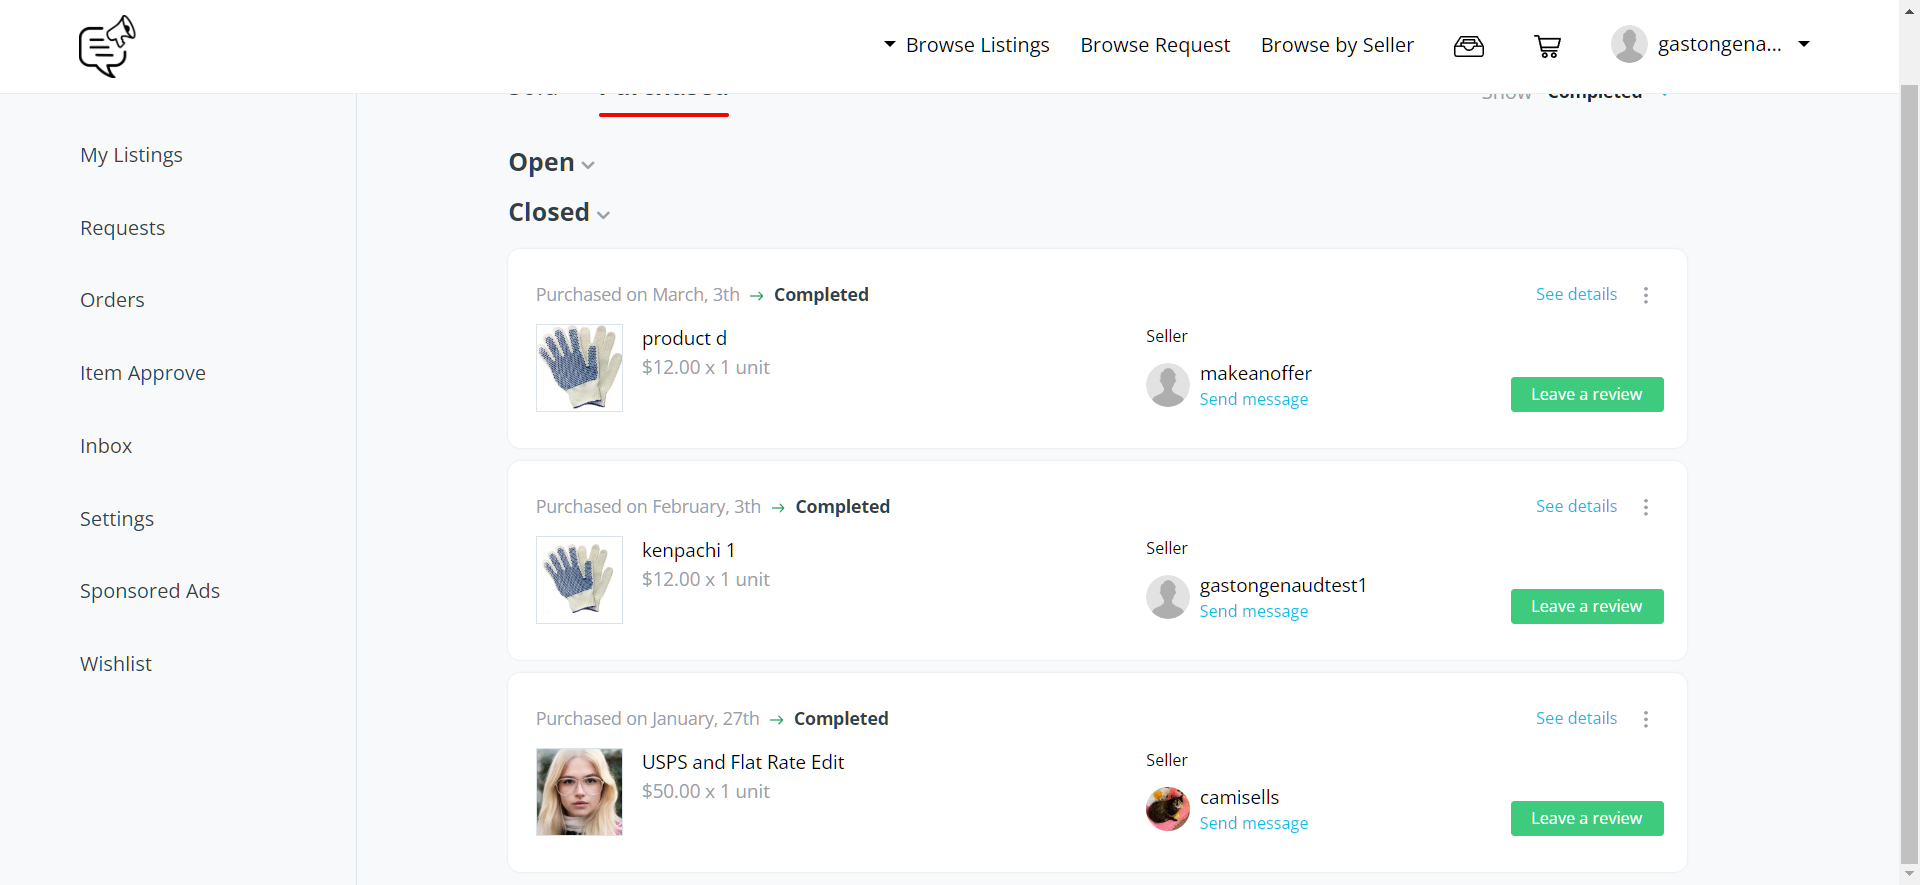 Browse Listings
Browse Request
Browse by Seller
gastongena...
Purchased
Show Completed
My Listings
Requests
Orders
Item Approve
Inbox
Settings
Sponsored Ads
Wishlist
Open
Closed
Purchased on March, 3th → Completed
See details
product d
$12.00 x 1 unit
Seller
makeanoffer
Send message
Leave a review
Purchased on February, 3th → Completed
See details
kenpachi 1
$12.00 x 1 unit
Seller
gastongenaudtest1
Send message
Leave a review
Purchased on January, 27th → Completed
See details
USPS and Flat Rate Edit
$50.00 x 1 unit
Seller
camisells
Send message
Leave a review